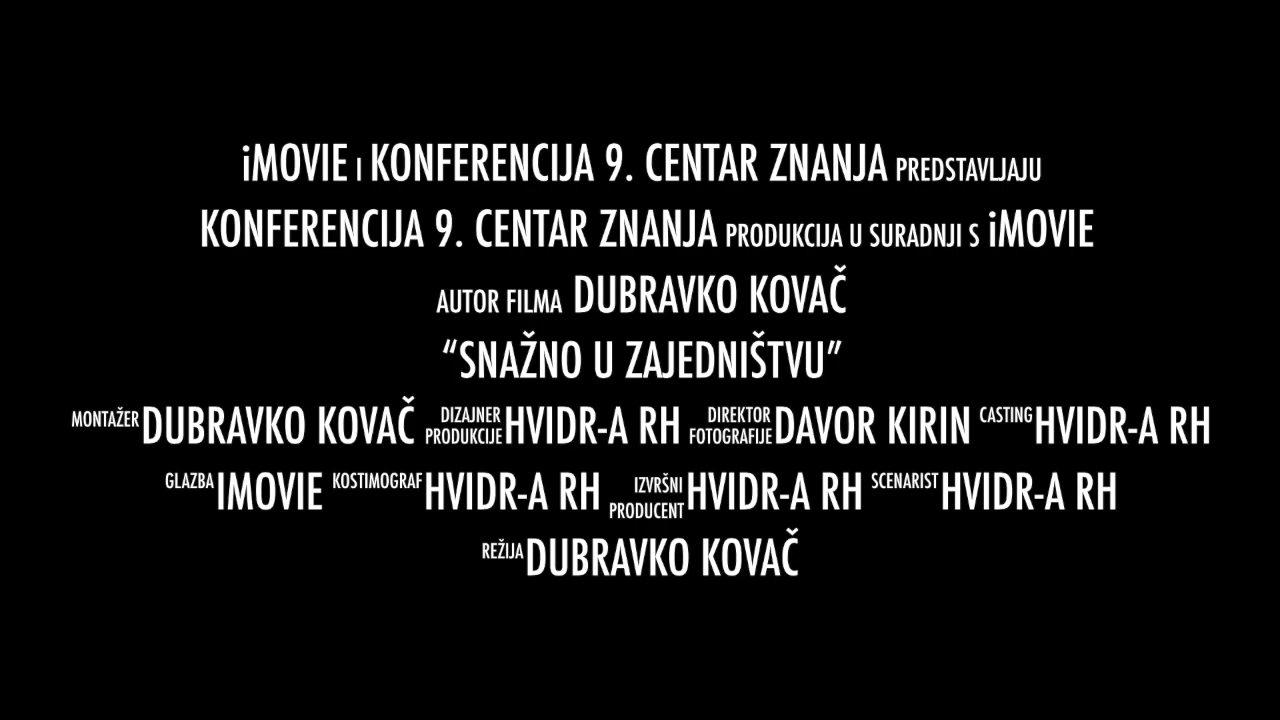 iMOVIE I KONFERENCIJA 9. CENTAR ZNANJA PREDSTAVLJAJU
KONFERENCIJA 9. CENTAR ZNANJA PRODUKCIJA U SURADNJI S iMOVIE
AUTOR FILMA DUBRAVKO KOVAČ
“SNAŽNO U ZAJEDNIŠTVU”
MONTAŽER DUBRAVKO KOVAČ DIZAJNER PRODUKCIJE HVIDR-A RH DIREKTOR FOTOGRAFIJE DAVOR KIRIN CASTING HVIDR-A RH
GLAZBA IMOVIE KOSTIMOGRAF HVIDR-A RH IZVRŠNI PRODUCENT HVIDR-A RH SCENARIST HVIDR-A RH
REŽIJA DUBRAVKO KOVAČ